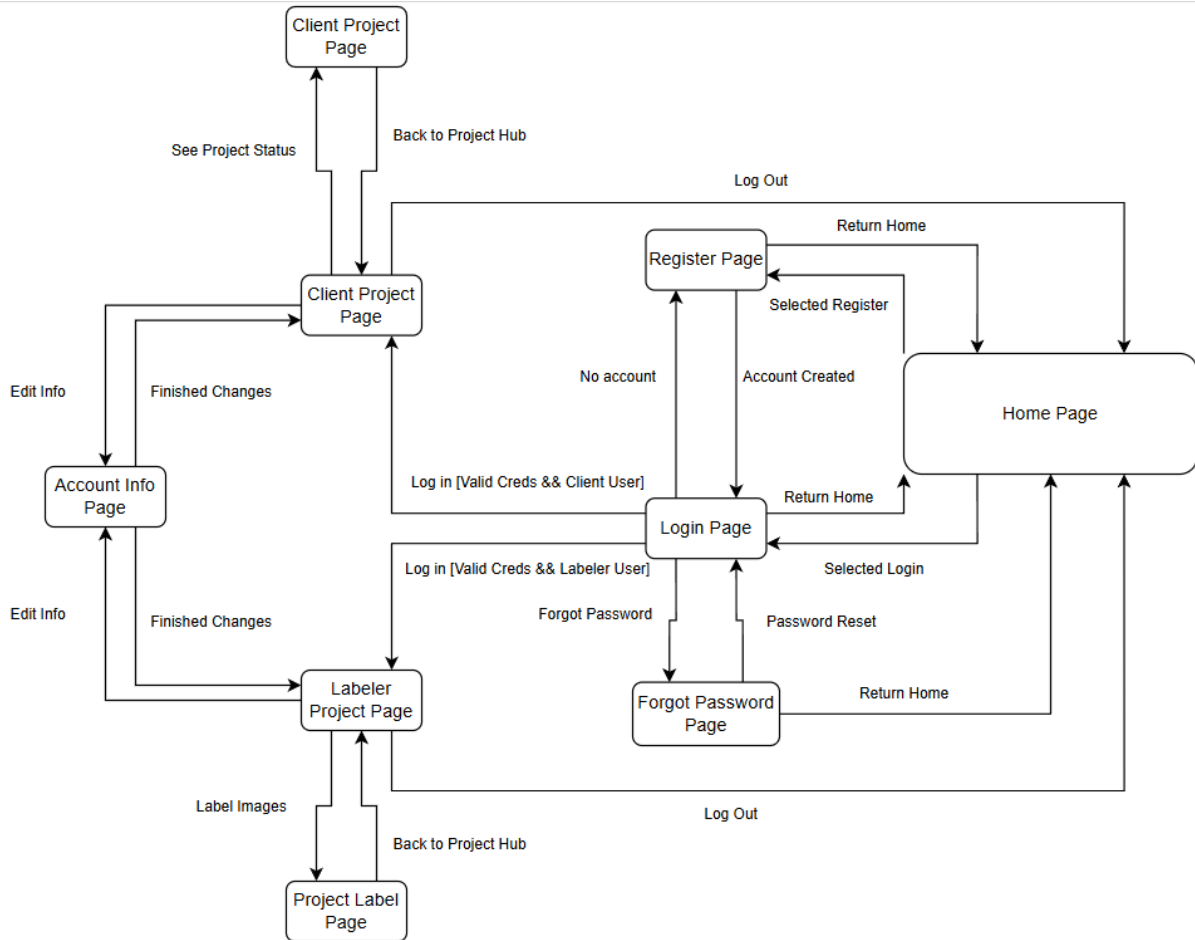 Client Project
Page
See Project Status
Back to Project Hub
Log Out
Return Home
Register Page
Client Project
Page
Selected Register
Edit Info
Finished Changes
No account
Account Created
Home Page
Account Info
Page
Log in [Valid Creds && Client User]
Return Home
Login Page
Log in [Valid Creds && Labeler User]
Selected Login
Edit Info
Finished Changes
Forgot Password
Password Reset
Labeler
Project Page
Forgot Password
Page
Return Home
Label Images
Log Out
Back to Project Hub
Project Label
Page